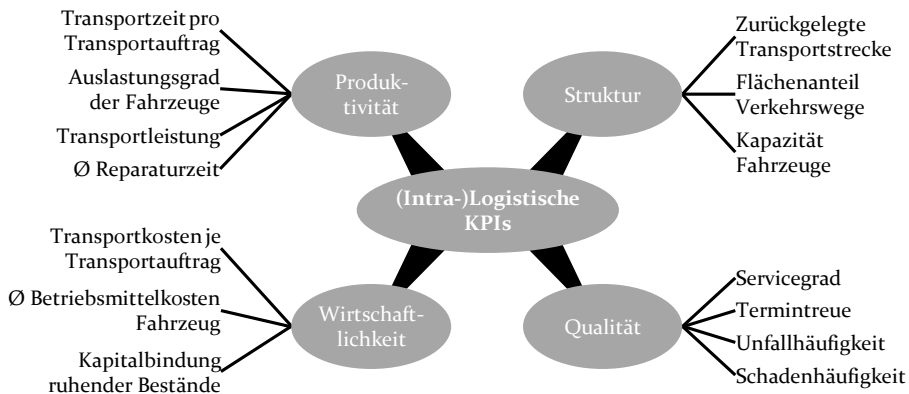 Transportzeit pro
Transportauftrag
Auslastungsgrad
der Fahrzeuge
Transportleistung
Ø Reparaturzeit
Produk-
tivität
Struktur
Zurückgelegte
Transportstrecke
Flächenanteil
Verkehrswege
Kapazität
Fahrzeuge
(Intra-)Logistische
KPIs
Transportkosten je
Transportauftrag
Ø Betriebsmittelkosten
Fahrzeug
Kapitalbindung
ruhender Bestände
Wirtschaft-
lichkeit
Qualität
Servicegrad
Termintreue
Unfallhäufigkeit
Schadenhäufigkeit